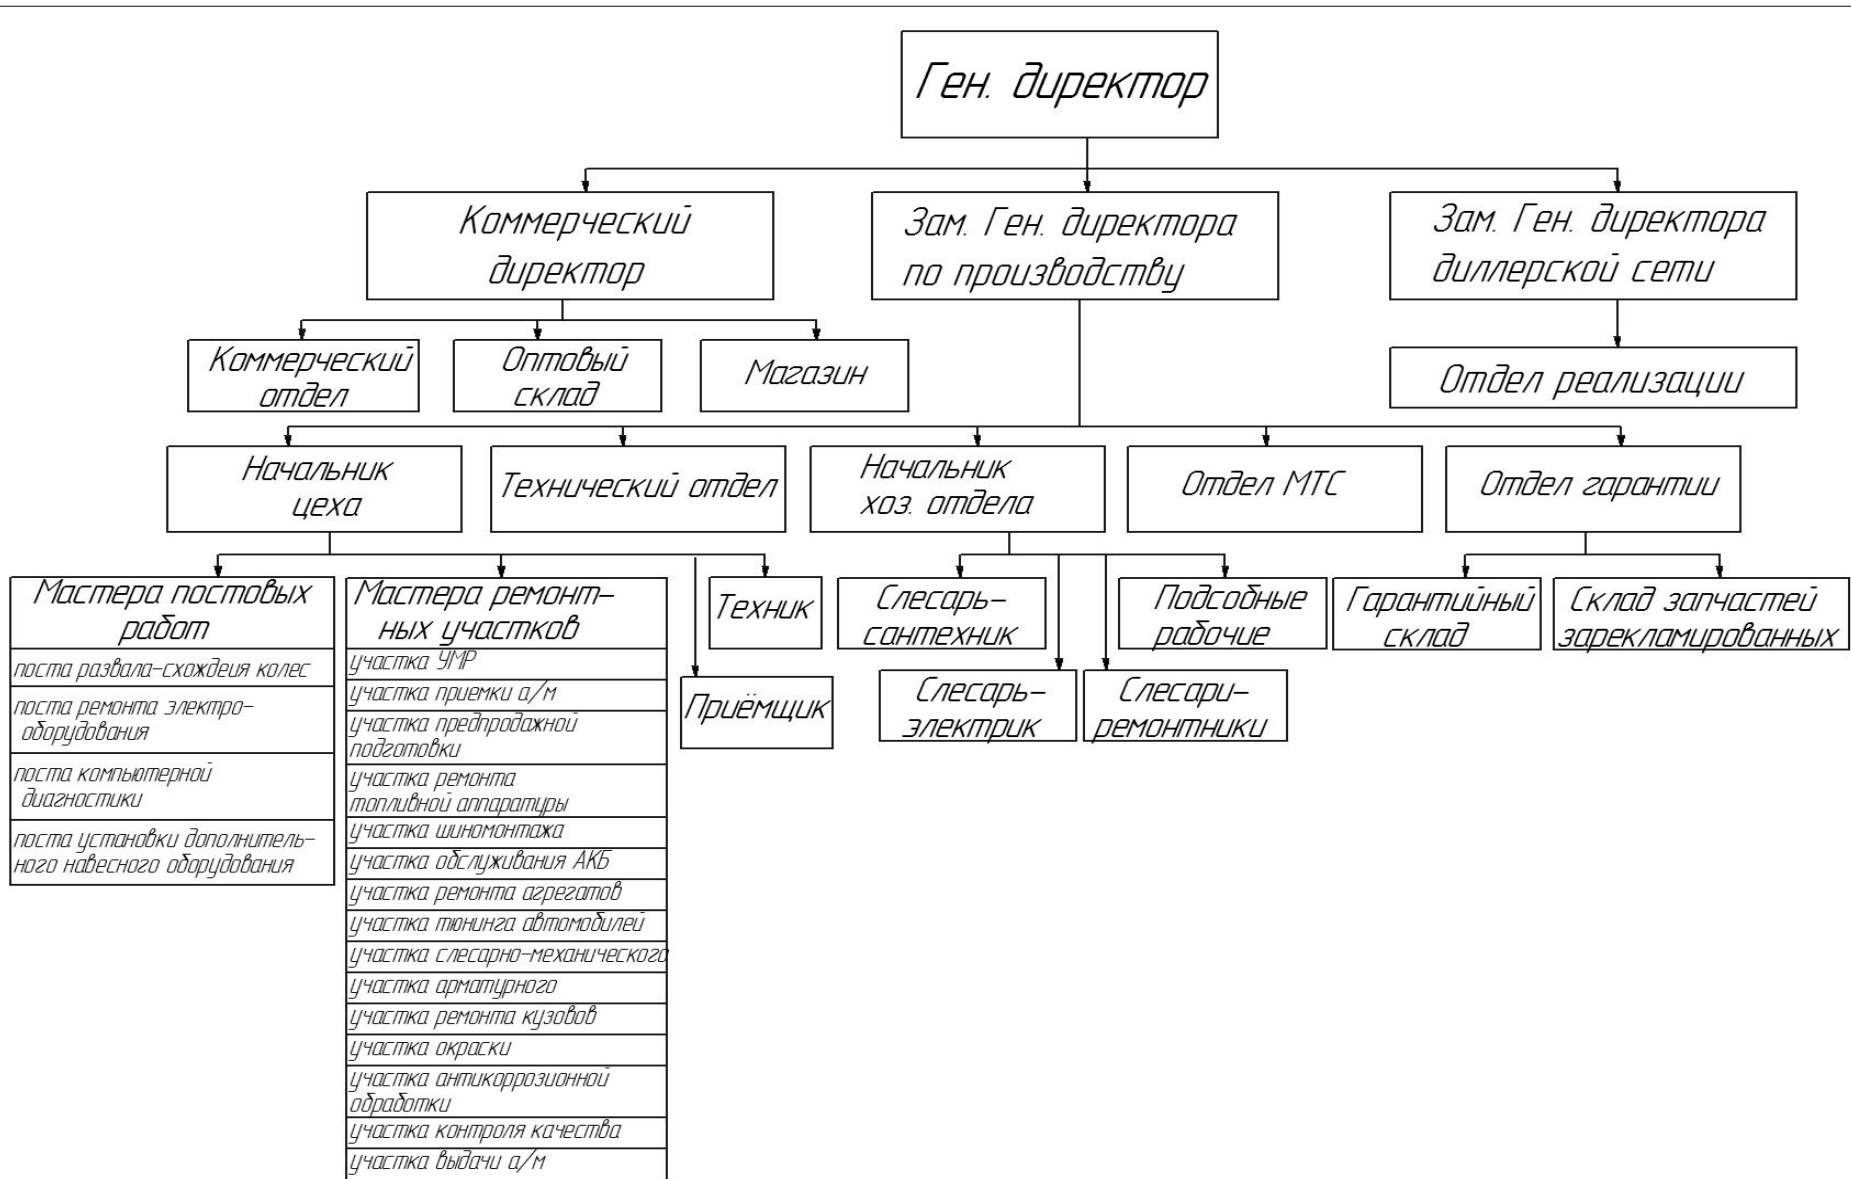 Ген. директор
Коммерческий
директор
Зам. Ген. директора
по производству
Зам. Ген. директора
диллерской сети
Коммерческий
отдел
Оптовый
склад
Магазин
Отдел реализации
Начальник
цеха
Технический отдел
Начальник
хоз. отдела
Отдел МТС
Отдел гарантии
Мастера постовых
работ
поста развала-схождеия колес
поста ремонта электро-
оборудования
поста компьютерной
диагностики
поста установки дополнитель-
ного навесного оборудования
Мастера ремонт-
ных участков
участка УМР
участка приемки а/м
участка предпродажной
подготовки
участка ремонта
топливной аппаратуры
участка шиномонтажа
участка обслуживания АКБ
участка ремонта агрегатов
участка тюнинга автомобилей
участка слесарно-механического
участка арматурного
участка ремонта кузовов
участка окраски
участка антикоррозионной
обработки
участка контроля качества
участка выдачи а/м
Техник
Приёмщик
Слесарь-
сантехник
Слесарь-
электрик
Слесари-
ремонтники
Подсобные
рабочие
Гарантийный
склад
Склад запчастей
зарекламированных